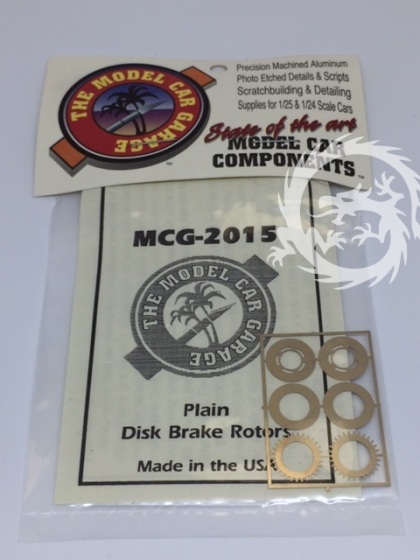 THE MODEL CAR GARAGE
Precision Machined Aluminum
Photo Etched Details & Scripts
Scratchbuilding & Detailing
Supplies for 1/25 & 1/24 Scale Cars
State of the art
MODEL CAR
COMPONENTS™
TM
MCG-2015
THE MODEL CAR GARAGE
Plain
Disk Brake Rotors
Made in the USA